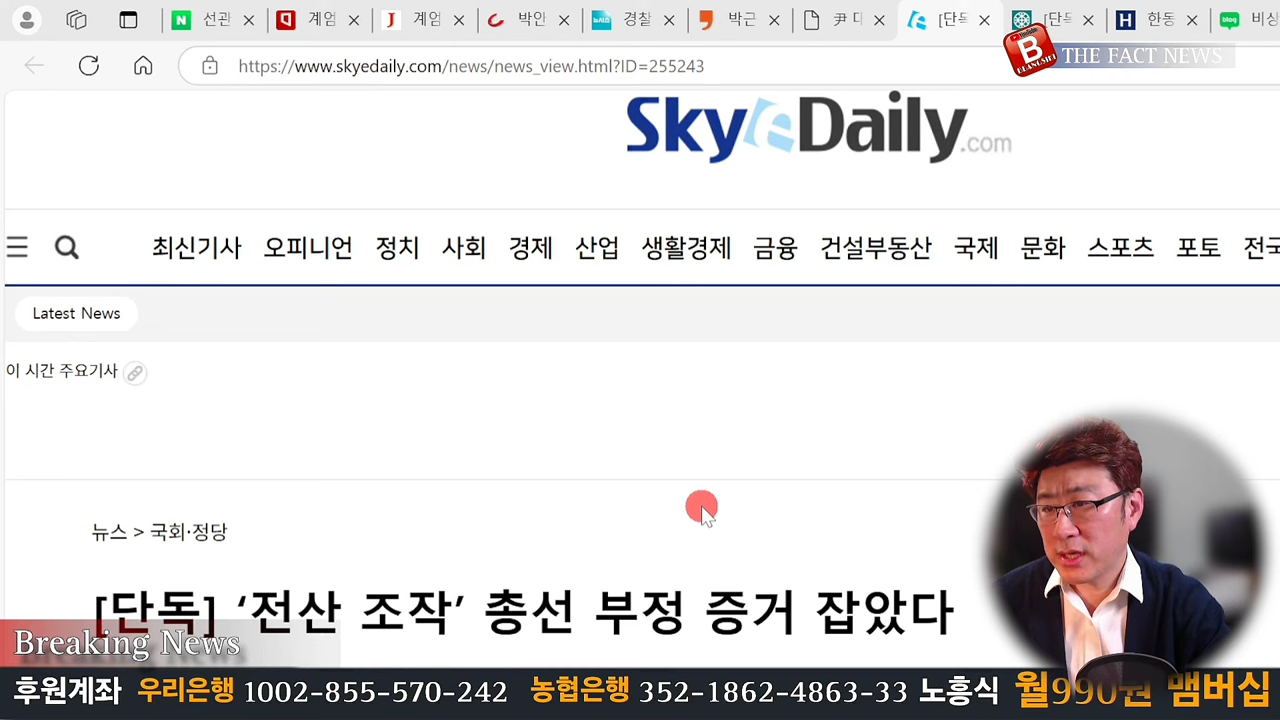 선관
계엄
계엄
박안
경찰
박근
尹 대
[단독
[단독
한동
비상
https://www.skyedaily.com/news/news_view.html?ID=255243
B
THE FACT NEWS
SkyeDaily.com
최신기사 오피니언 정치 사회 경제 산업 생활경제 금융 건설부동산 국제 문화 스포츠 포토 전국
Latest News
이 시간 주요기사
뉴스 > 국회·정당
[단독] ‘전산 조작’ 총선 부정 증거 잡았다
Breaking News
후원계좌 우리은행 1002-855-570-242 농협은행 352-1862-4863-33 노흥식 월990원 맴버십